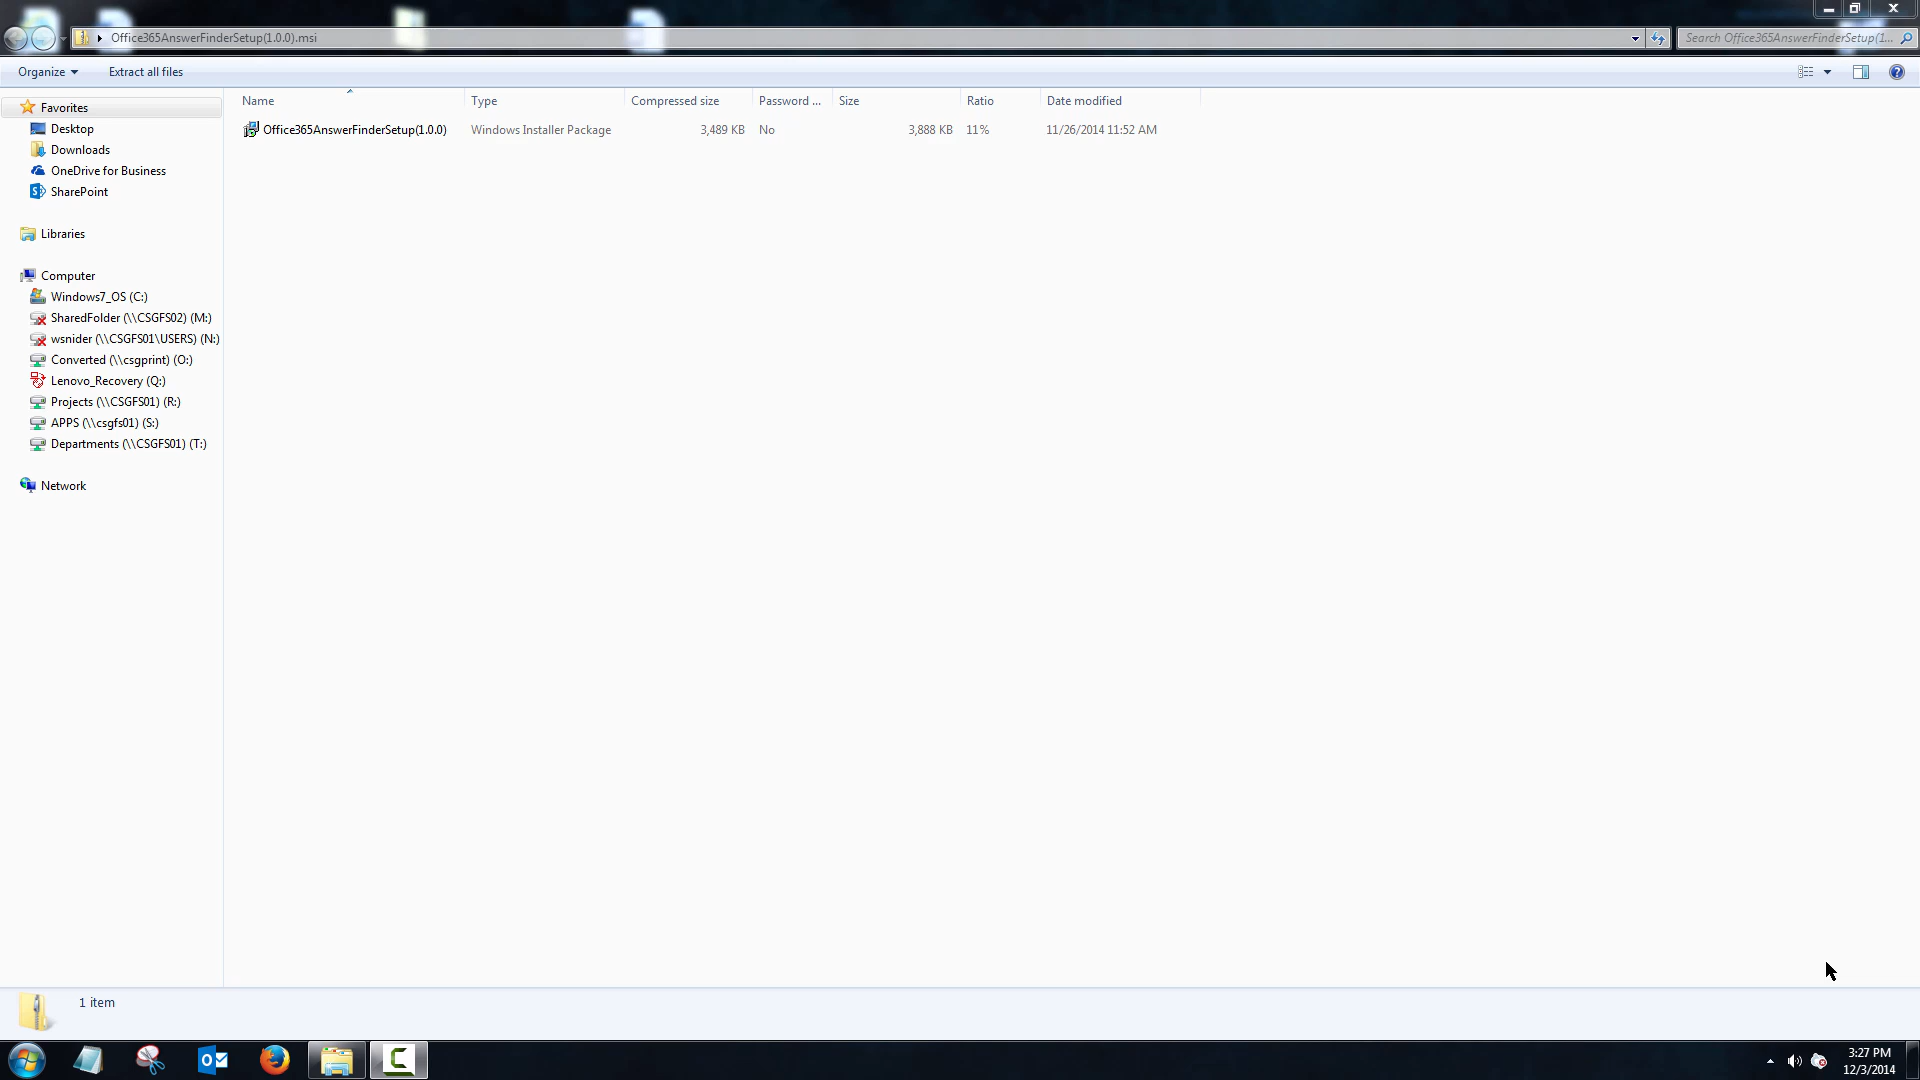 Office365AnswerFinderSetup(1.0.0).msi
Search Office365AnswerFinderSetup(1...
Organize
Extract all files
Name Type Compressed size Password ... Size Ratio Date modified
Office365AnswerFinderSetup(1.0.0) Windows Installer Package 3,489 KB No 3,888 KB 11% 11/26/2014 11:52 AM
Favorites
Desktop
Downloads
OneDrive for Business
SharePoint
Libraries
Computer
Windows7_OS (C:)
SharedFolder (\\CSGFS02) (M:)
wsnider (\\CSGFS01\USERS) (N:)
Converted (\\csgprint) (O:)
Lenovo_Recovery (Q:)
Projects (\\CSGFS01) (R:)
APPS (\\csgfs01) (S:)
Departments (\\CSGFS01) (T:)
Network
1 item
3:27 PM
12/3/2014